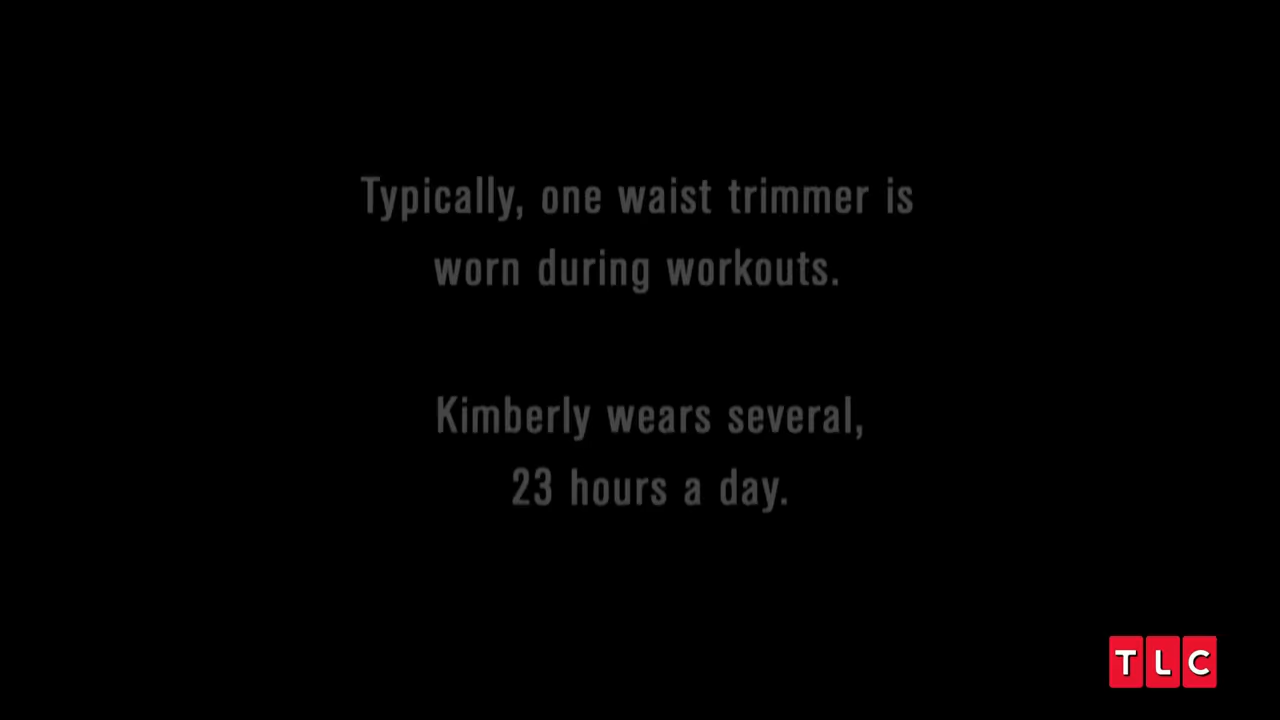 Typically, one waist trimmer is
worn during workouts.
Kimberly wears several,
23 hours a day.
TLC